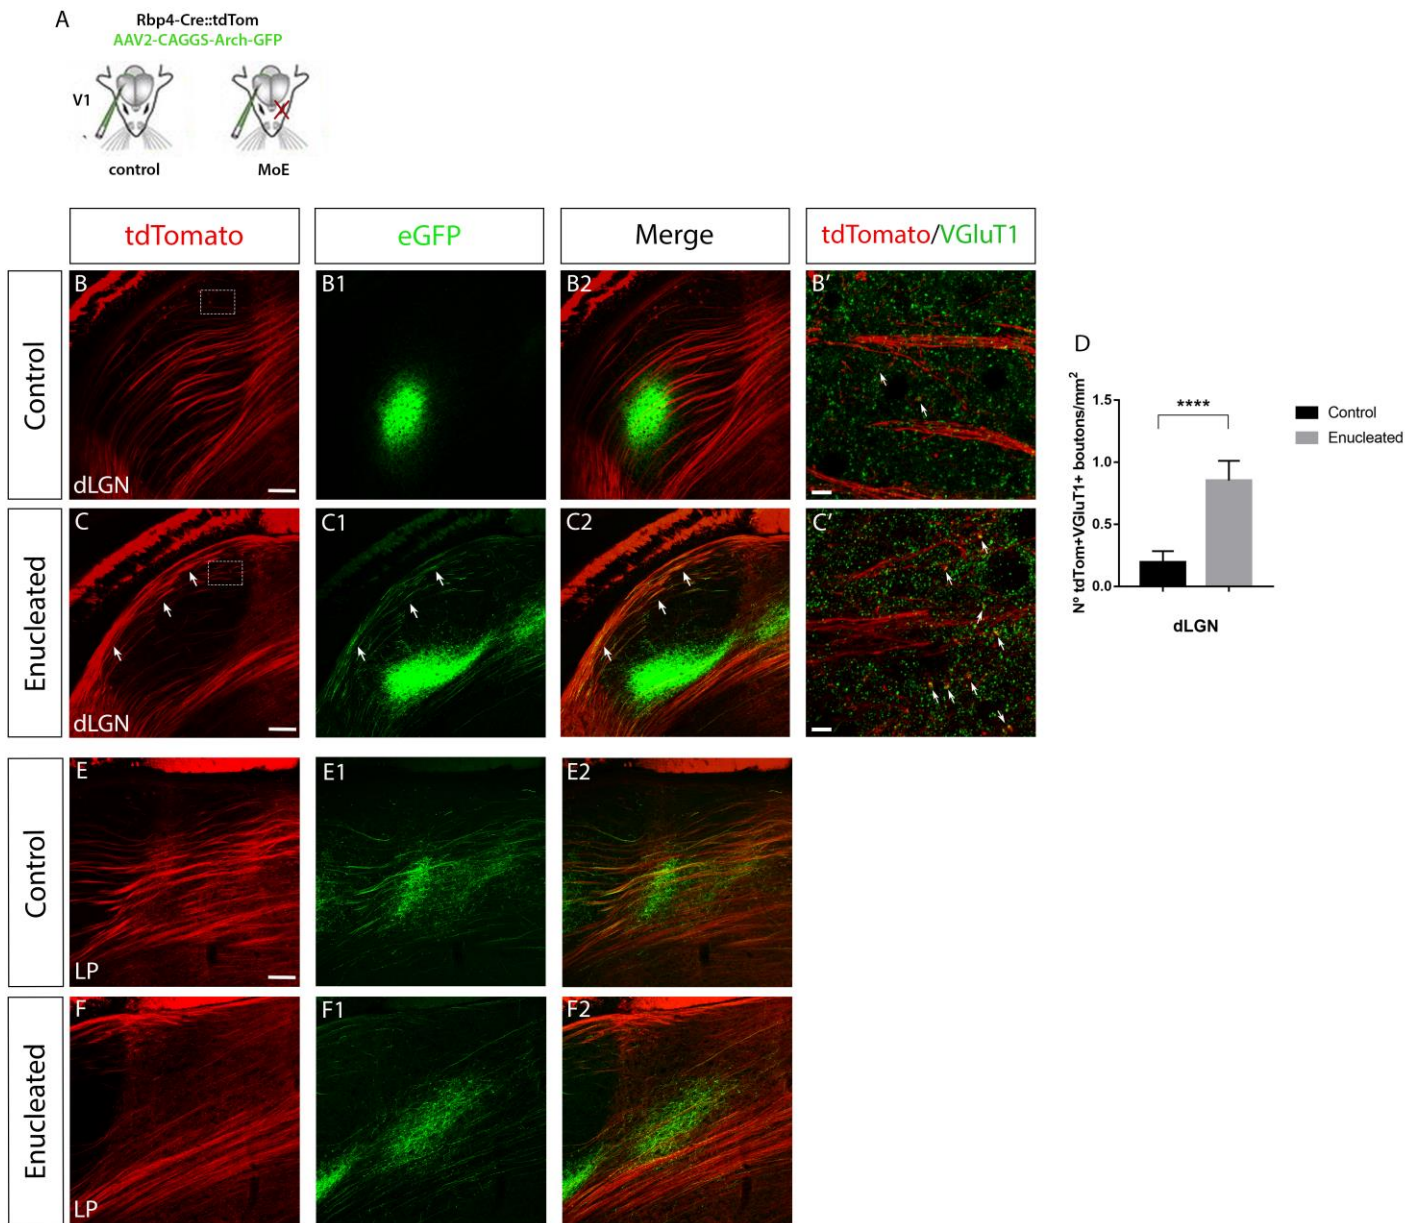 A
Rbp4-Cre::tdTom
AAV2-CAGGS-Arch-GFP
V1
control
MoE
tdTomato
eGFP
Merge
tdTomato/VGluT1
Control
B
dLGN
B1
B2
B'
Enucleated
C
dLGN
C1
C2
C'
D
Nº tdTom+VGluT1+ boutons/mm²
1.5
1.0
0.5
0.0
****
dLGN
Control
Enucleated
Control
E
LP
E1
E2
Enucleated
F
LP
F1
F2